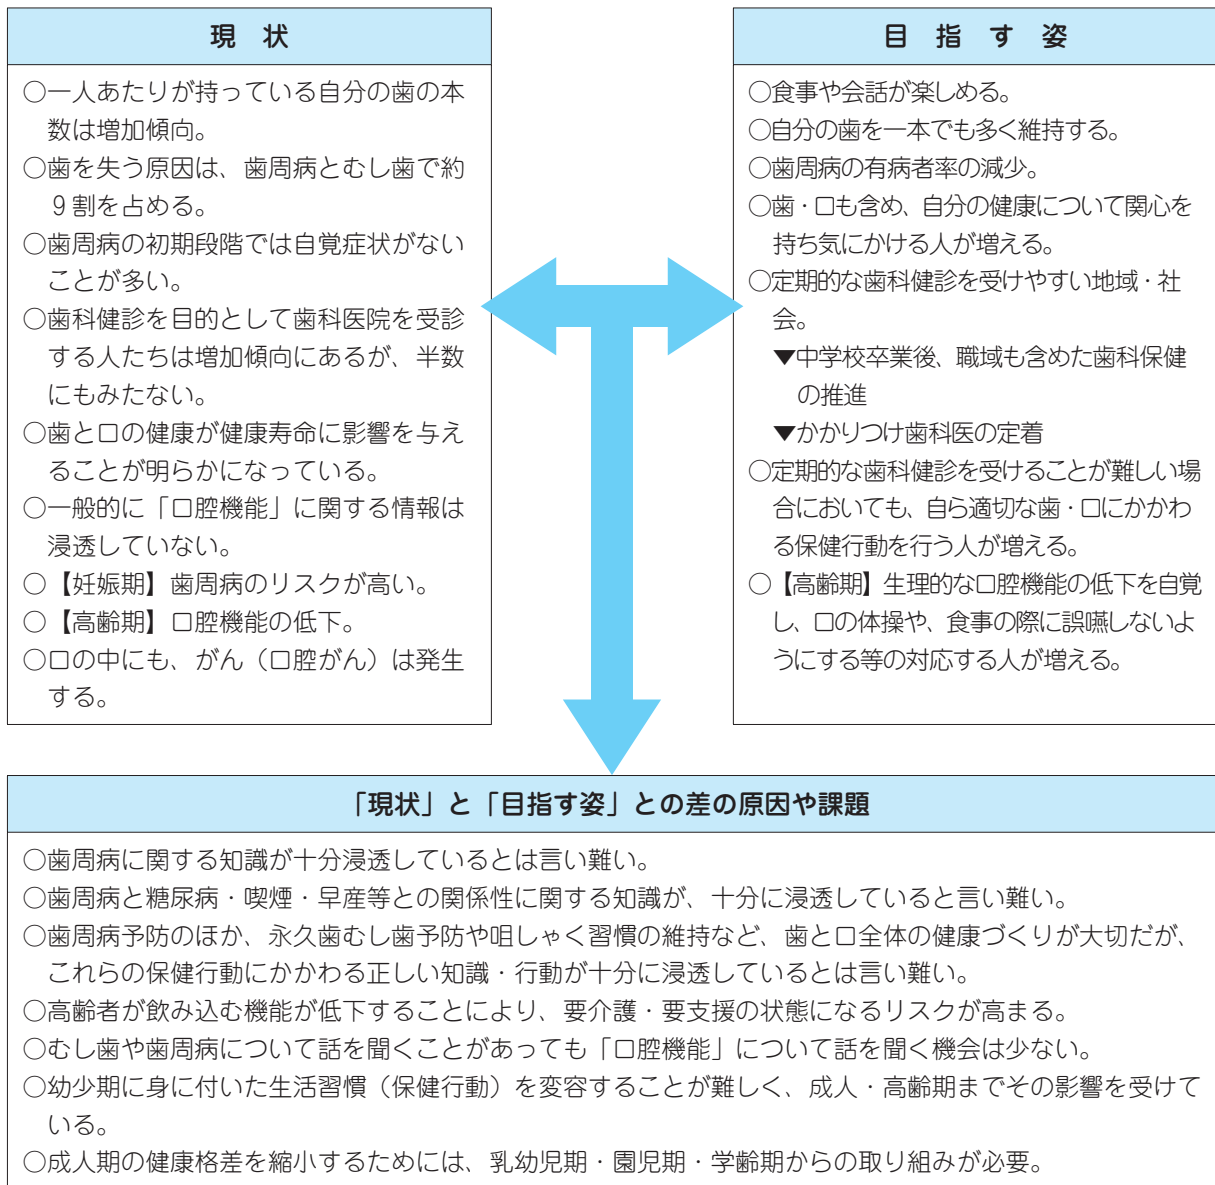 現 状
○一人あたりが持っている自分の歯の本
数は増加傾向。
○歯を失う原因は、歯周病とむし歯で約
9割を占める。
○歯周病の初期段階では自覚症状がない
ことが多い。
○歯科健診を目的として歯科医院を受診
する人たちは増加傾向にあるが、半数
にもみたない。
○歯と口の健康が健康寿命に影響を与え
ることが明らかになっている。
○一般的に「口腔機能」に関する情報は
浸透していない。
○【妊娠期】歯周病のリスクが高い。
○【高齢期】口腔機能の低下。
○口の中にも、がん（口腔がん）は発生
する。
目 指 す 姿
○食事や会話が楽しめる。
○自分の歯を一本でも多く維持する。
○歯周病の有病者率の減少。
○歯・口も含め、自分の健康について関心を
持ち気にかける人が増える。
○定期的な歯科健診を受けやすい地域・社
会。
▼中学校卒業後、職域も含めた歯科保健
の推進
▼かかりつけ歯科医の定着
○定期的な歯科健診を受けることが難しい場
合においても、自ら適切な歯・口にかかわ
る保健行動を行う人が増える。
○【高齢期】生理的な口腔機能の低下を自覚
し、口の体操や、食事の際に誤嚥しないよ
うにする等の対応する人が増える。
「現状」と「目指す姿」との差の原因や課題
○歯周病に関する知識が十分浸透しているとは言い難い。
○歯周病と糖尿病・喫煙・早産等との関係性に関する知識が、十分に浸透していると言い難い。
○歯周病予防のほか、永久歯むし歯予防や咀しゃく習慣の維持など、歯と口全体の健康づくりが大切だが、
これらの保健行動にかかわる正しい知識・行動が十分に浸透しているとは言い難い。
○高齢者が飲み込む機能が低下することにより、要介護・要支援の状態になるリスクが高まる。
○むし歯や歯周病について話を聞くことがあっても「口腔機能」について話を聞く機会は少ない。
○幼少期に身に付いた生活習慣（保健行動）を変容することが難しく、成人・高齢期までその影響を受けて
いる。
○成人期の健康格差を縮小するためには、乳幼児期・園児期・学齢期からの取り組みが必要。